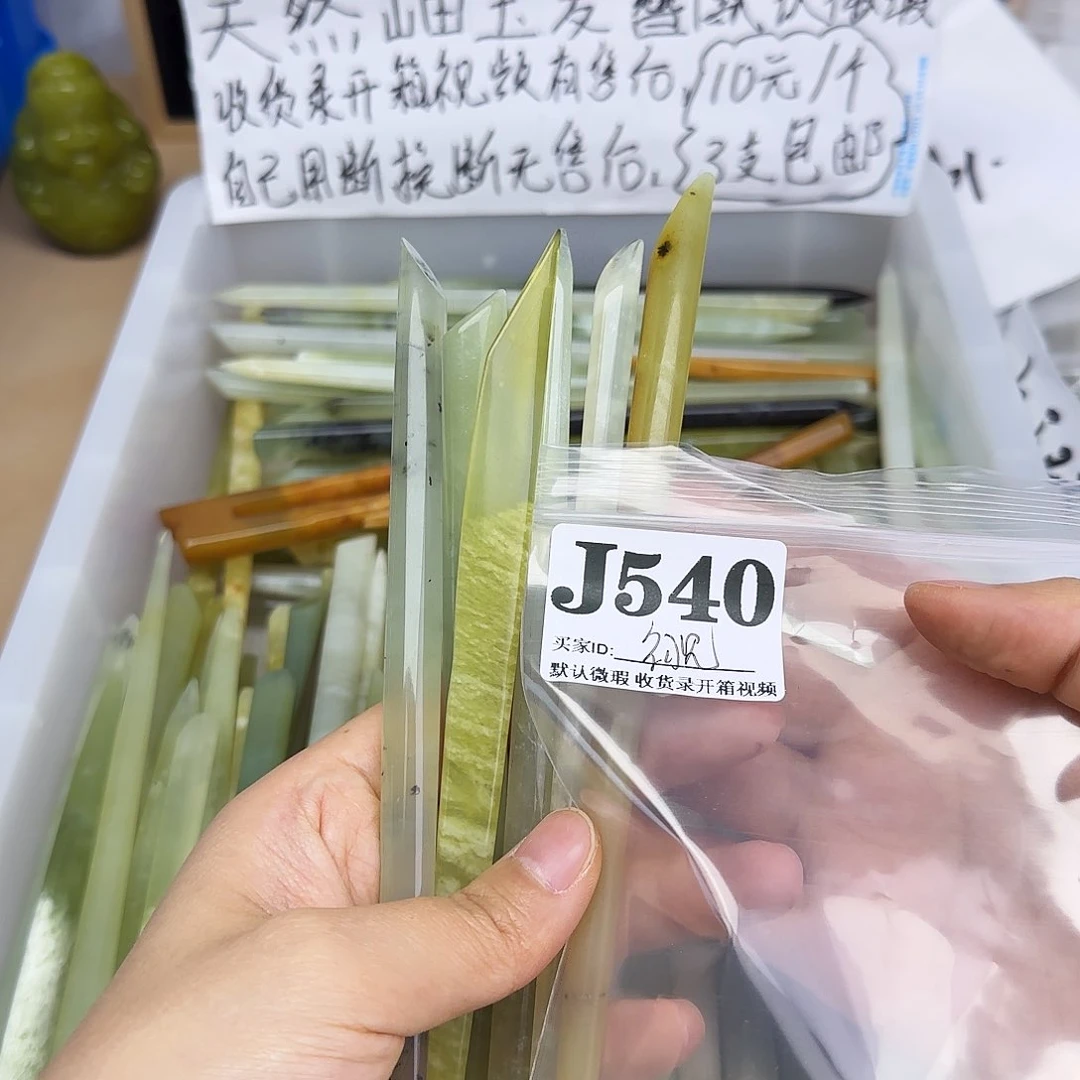 天然岫玉发簪默认微瑕
收货录开箱视频有售后,10元/个
自己用断摔断无售后,3支包邮
J540
买家ID:
默认微瑕 收货录开箱视频